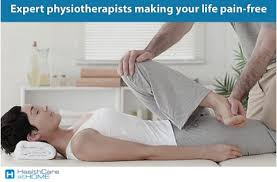 Expert physiotherapists making your life pain-free
HealthCare
atHOME